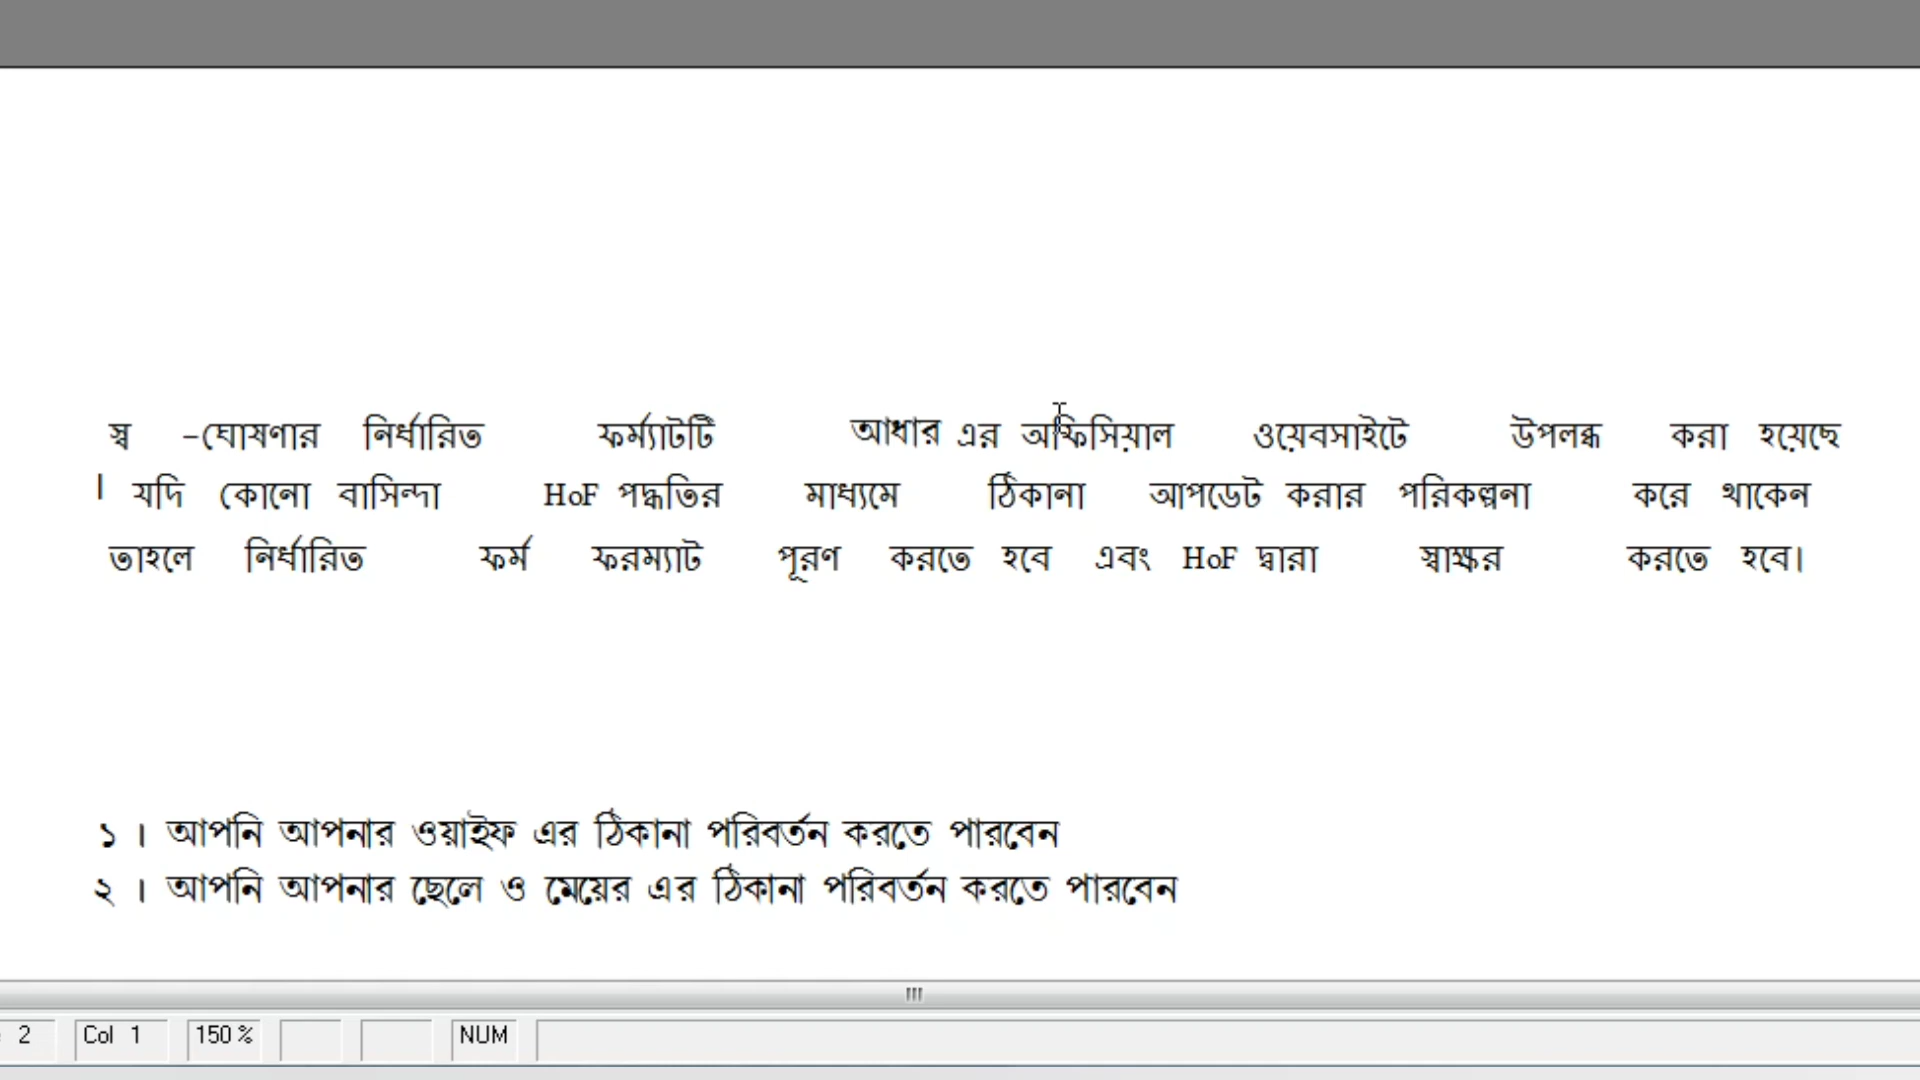 স্ব -ঘোষণার নির্ধারিত ফর্ম্যাটটি আধার এর অফিসিয়াল ওয়েবসাইটে উপলব্ধ করা হয়েছে
। যদি কোনো বাসিন্দা HoF পদ্ধতির মাধ্যমে ঠিকানা আপডেট করার পরিকল্পনা করে থাকেন
তাহলে নির্ধারিত ফর্ম ফরম্যাট পূরণ করতে হবে এবং HoF দ্বারা স্বাক্ষর করতে হবে।
১ । আপনি আপনার ওয়াইফ এর ঠিকানা পরিবর্তন করতে পারবেন
২ । আপনি আপনার ছেলে ও মেয়ের এর ঠিকানা পরিবর্তন করতে পারবেন
2 Col 1 150 % NUM